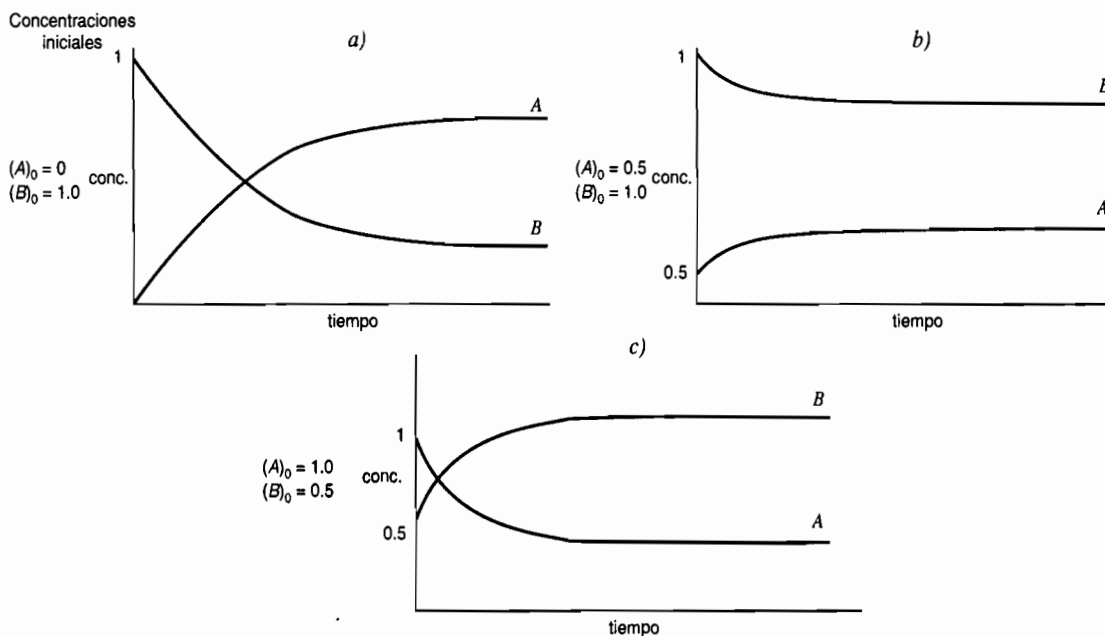 Concentraciones
iniciales
a)
1
(A)₀ = 0
(B)₀ = 1.0
conc.
A
B
tiempo
b)
1
(A)₀ = 0.5
(B)₀ = 1.0
conc.
0.5
A
tiempo
c)
1
(A)₀ = 1.0
(B)₀ = 0.5
conc.
0.5
B
A
tiempo